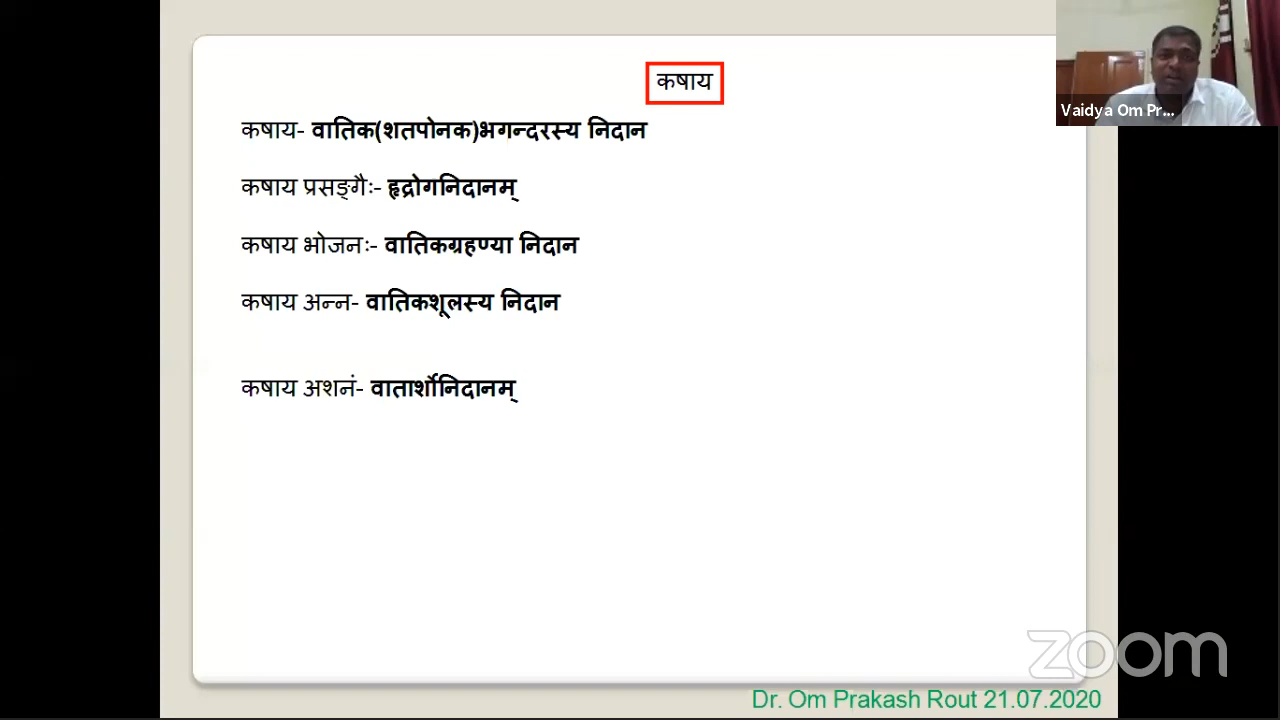 कषाय
Vaidya Om Pr...
कषाय- वातिक(शतपोनक)भगन्दरस्य निदान
कषाय प्रसङ्गैः- हृद्रोगनिदानम्
कषाय भोजनः- वातिकग्रहण्या निदान
कषाय अन्न- वातिकशूलस्य निदान
कषाय अशनं- वातार्शोनिदानम्
zoom
Dr. Om Prakash Rout 21.07.2020